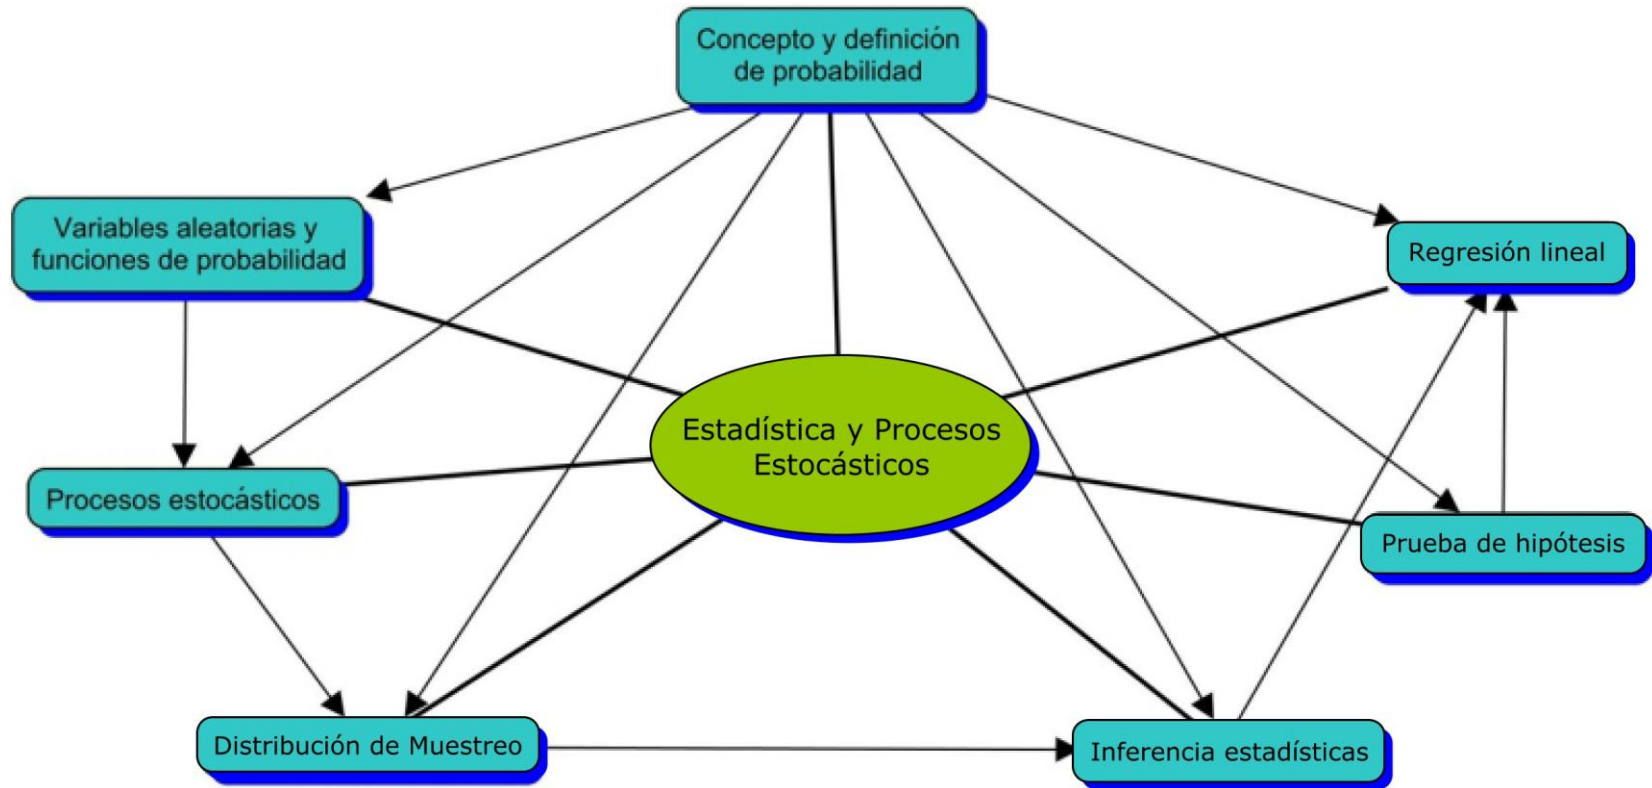 Concepto y definición
de probabilidad
Variables aleatorias y
funciones de probabilidad
Regresión lineal
Estadística y Procesos
Estocásticos
Procesos estocásticos
Prueba de hipótesis
Distribución de Muestreo
Inferencia estadísticas